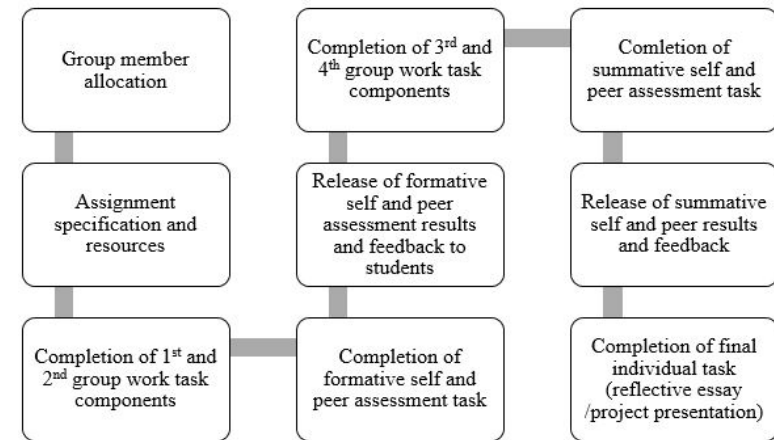 Group member
allocation
Assignment
specification and
resources
Completion of 1st and
2nd group work task
components
Completion of
formative self and
peer assessment task
Release of formative
self and peer
assessment results
and feedback to
students
Completion of 3rd and
4th group work task
components
Comletion of
summative self and
peer assessment task
Release of summative
self and peer results
and feedback
Completion of final
individual task
(reflective essay
/project presentation)